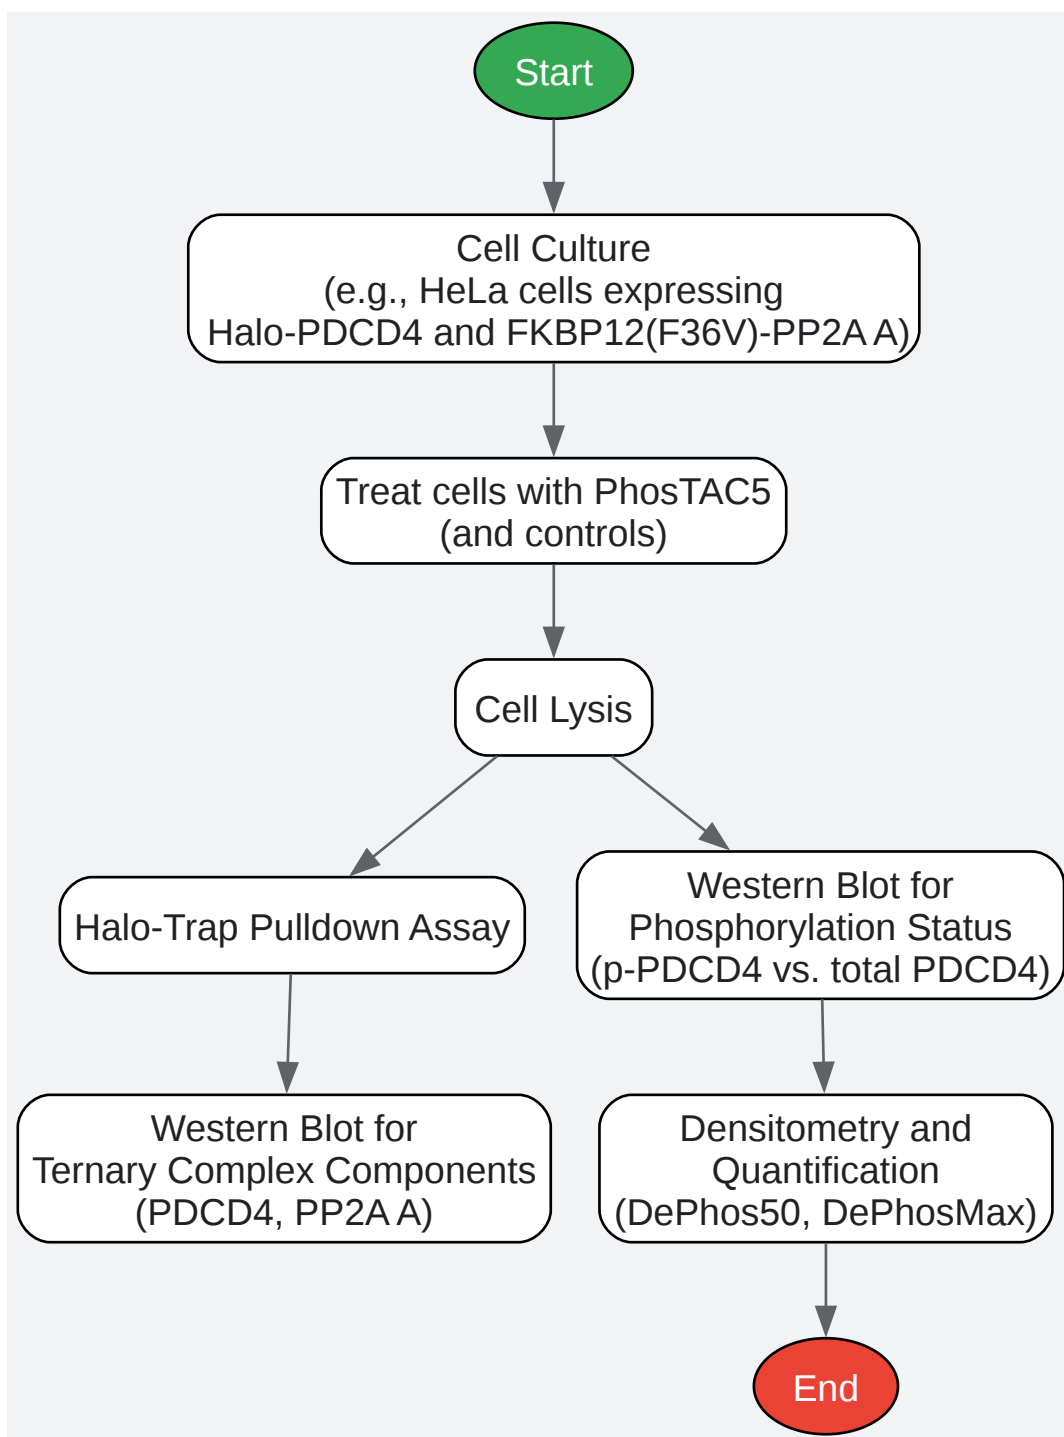 Start
Cell Culture
(e.g., HeLa cells expressing
Halo-PDCD4 and FKBP12(F36V)-PP2A A)
Treat cells with PhosTAC5
(and controls)
Cell Lysis
Halo-Trap Pulldown Assay
Western Blot for
Phosphorylation Status
(p-PDCD4 vs. total PDCD4)
Western Blot for
Ternary Complex Components
(PDCD4, PP2A A)
Densitometry and
Quantification
(DePhos50, DePhosMax)
End